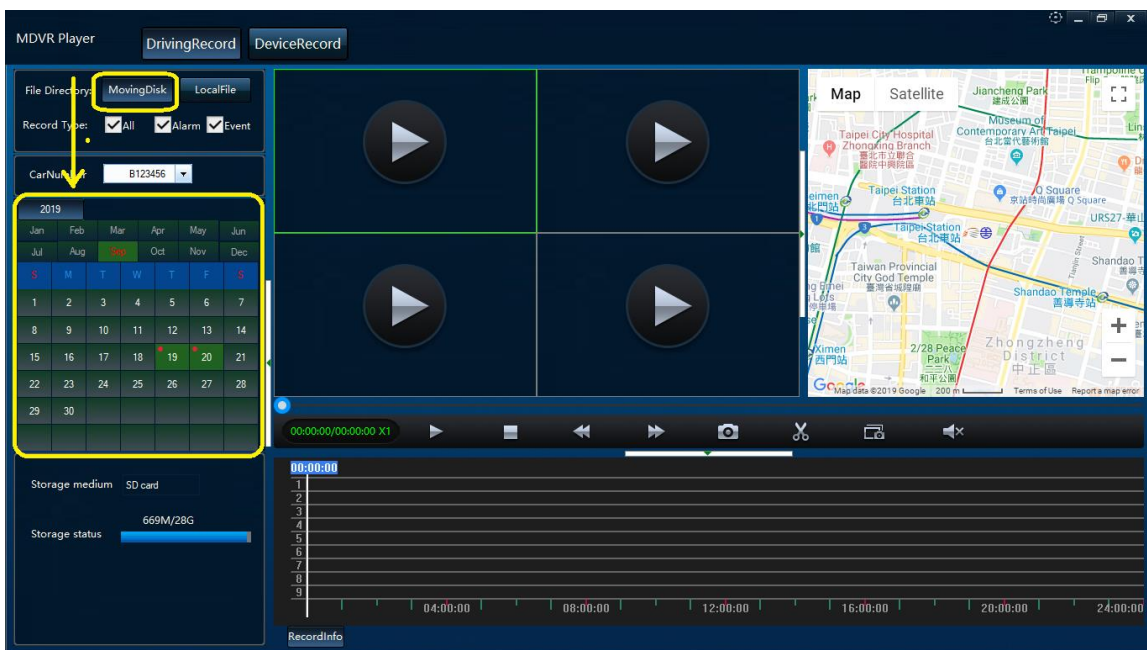 MDVR Player
DrivingRecord
DeviceRecord
X
File Directory:
MovingDisk
LocalFile
Record Type:
All
Alarm
Event
B123456
2019
Jan Feb Mar Apr May Jun
Jul Aug Sep Oct Nov Dec
S M T W T F S
1 2 3 4 5 6 7
8 9 10 11 12 13 14
15 16 17 18 19 20 21
22 23 24 25 26 27 28
29 30
Storage medium SD card
669M/28G
Storage status
Map
Satellite
Jiancheng Park
建成公園
Museum of
Contemporary Art Taipei
台北當代藝術館
Taipei City Hospital
Zhongxing Branch
臺北市立聯合
醫院中興院區
Taipei Station
台北車站
Q Square
京站時尚廣場 Q Square
URS27-華山
Taipei Station
台北車站
Taiwan Provincial
City God Temple
臺灣省城隍廟
Shandao Temple
善導寺站
Ximen
西門站
2/28 Peace
Park
二二八
和平公園
Zhongzheng
District
中正區
Google
Map data ©2019 Google
200 m
Terms of Use
Report a map error
00:00:00/00:00:00 X1
00:00:00
1
2
3
4
5
6
7
8
9
04:00:00 08:00:00 12:00:00 16:00:00 20:00:00 24:00:00
RecordInfo